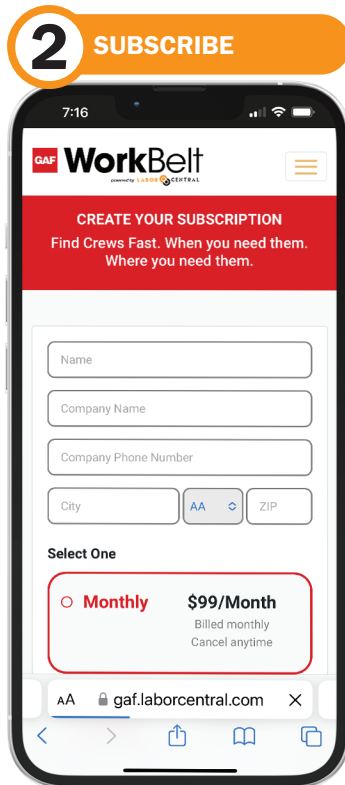 2 SUBSCRIBE
7:16
GAF WorkBelt
powered by LABOR CENTRAL
CREATE YOUR SUBSCRIPTION
Find Crews Fast. When you need them.
Where you need them.
Name
Company Name
Company Phone Number
City AA ZIP
Select One
Monthly $99/Month
Billed monthly
Cancel anytime
AA gaf.laborcentral.com